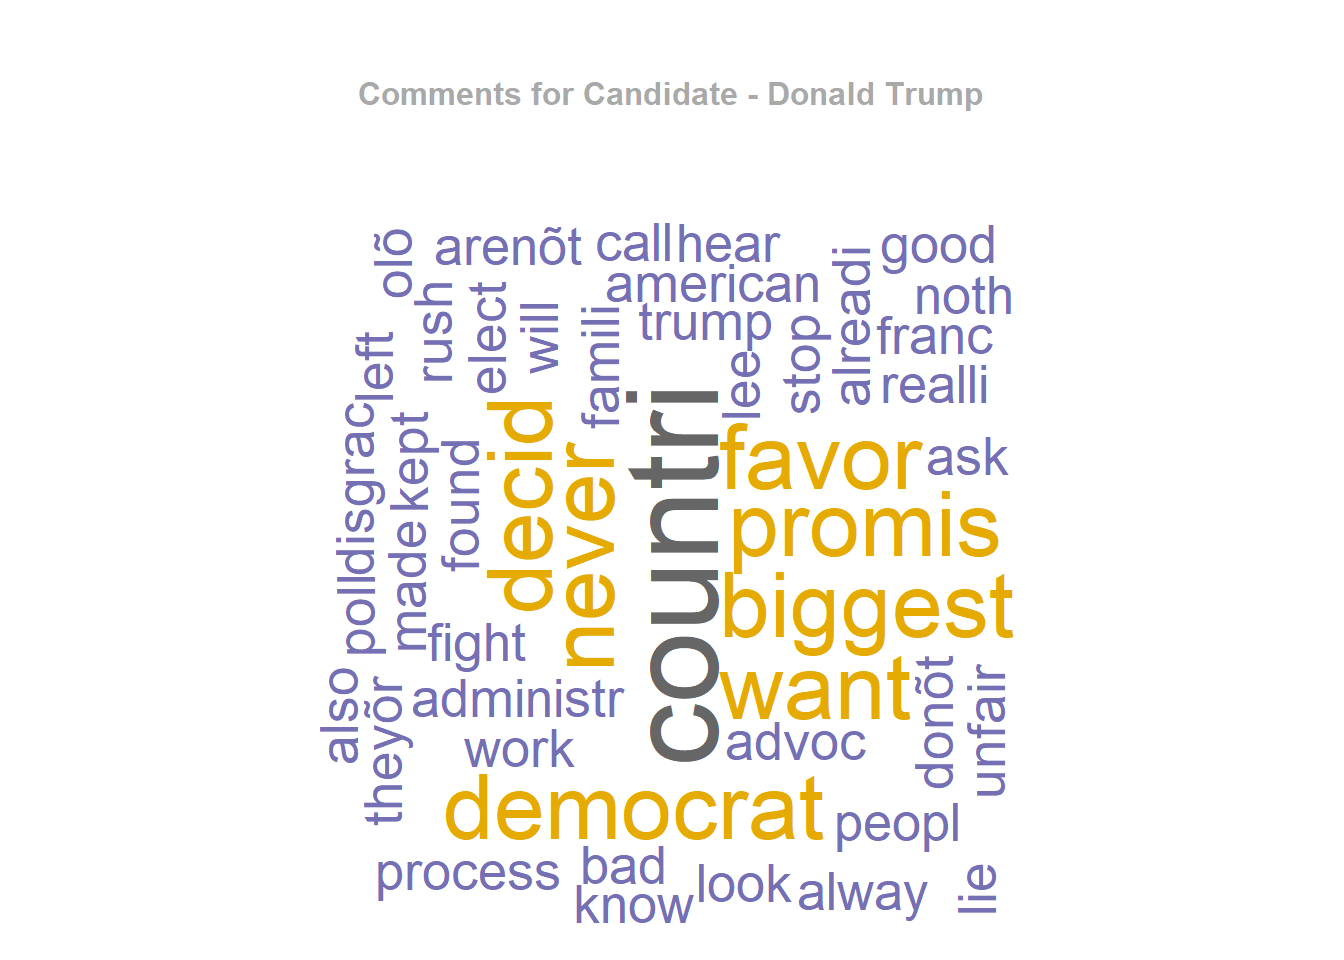 Comments for Candidate - Donald Trump
olõ
arenõt
call
hear
good
american
noth
rush
elect
will
famili
trump
stop
alreadi
franc
left
lee
realli
countri
decid
never
favor
ask
disgrac
kept
found
promis
poll
made
biggest
fight
want
administr
donõt
unfair
also
theyõr
work
advoc
democrat
peopl
process
bad
look
alway
lie
know